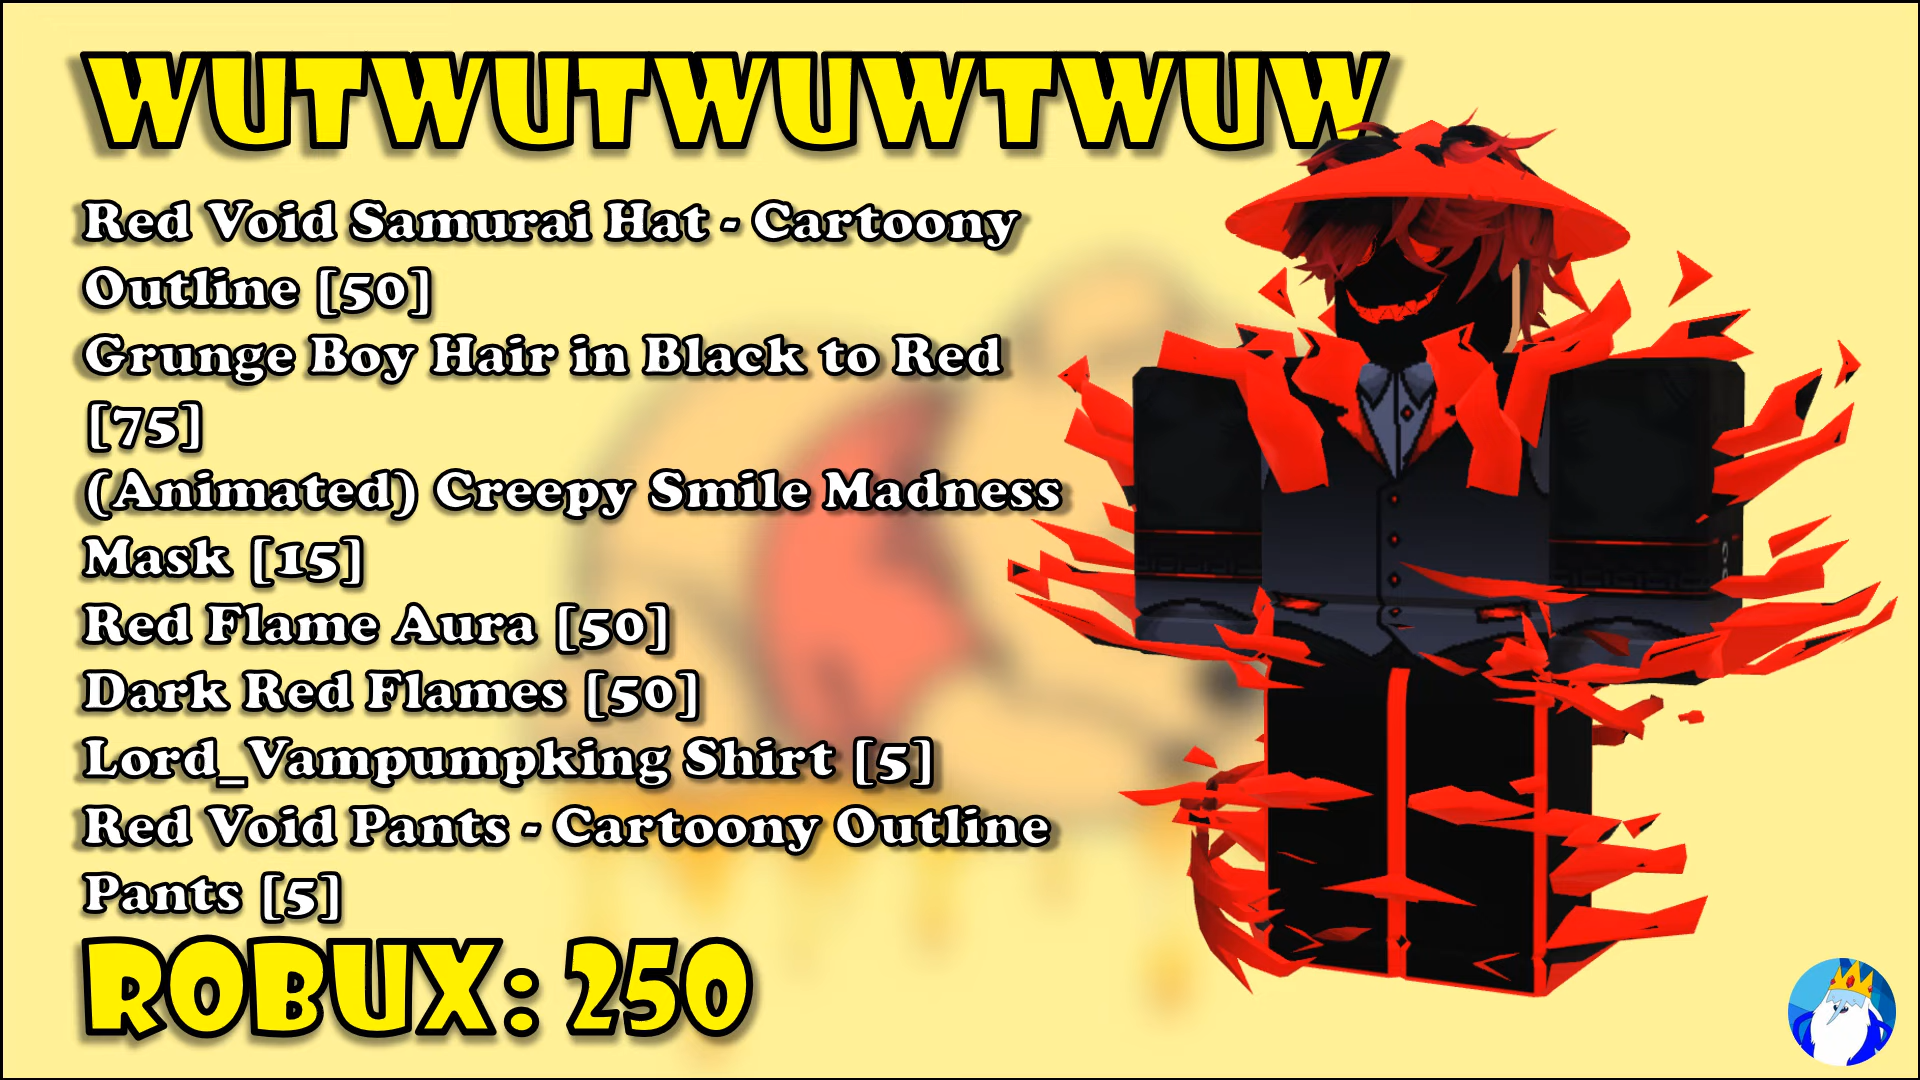 WUTWUTWUWTWUW
Red Void Samurai Hat - Cartoony
Outline [50]
Grunge Boy Hair in Black to Red
[75]
(Animated) Creepy Smile Madness
Mask [15]
Red Flame Aura [50]
Dark Red Flames [50]
Lord_Vampumpking Shirt [5]
Red Void Pants - Cartoony Outline
Pants [5]
ROBUX: 250